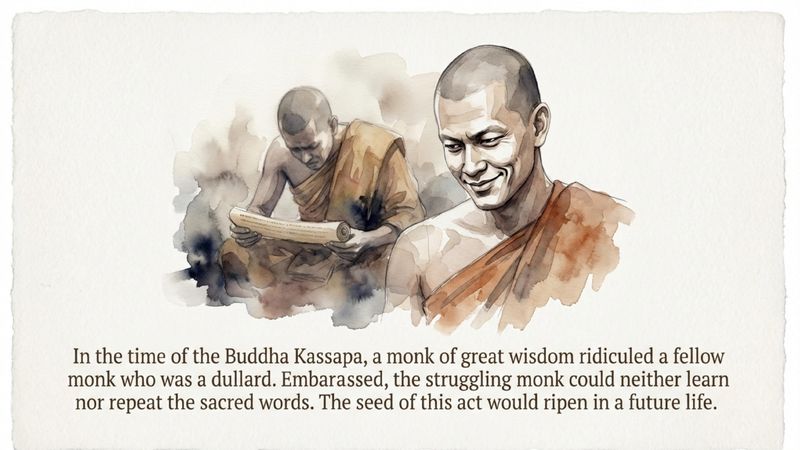 In the time of the Buddha Kassapa, a monk of great wisdom ridiculed a fellow
monk who was a dullard. Embarassed, the struggling monk could neither learn
nor repeat the sacred words. The seed of this act would ripen in a future life.